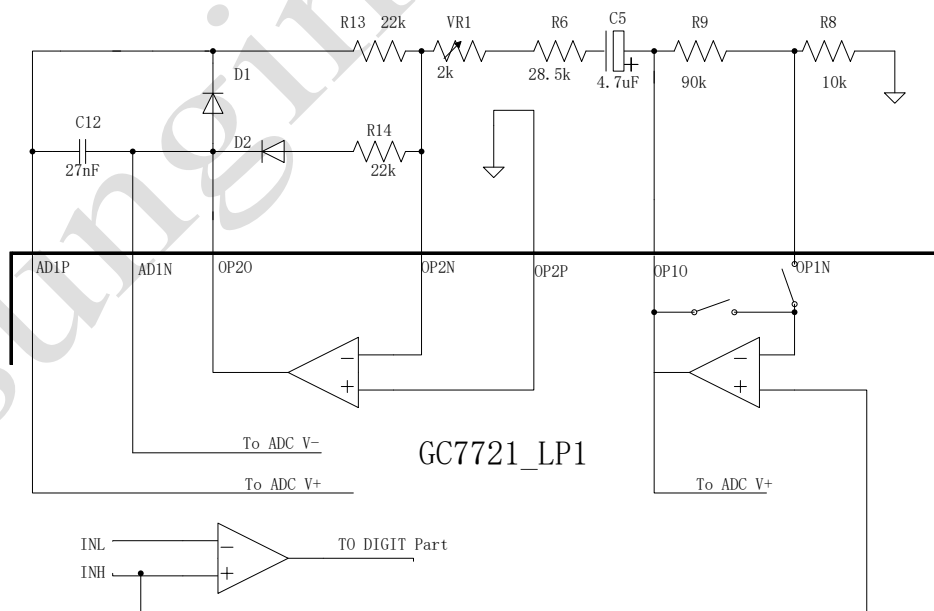 R13 22k VR1 R6 C5 R9 R8
2k 28.5k 4.7uF + 90k 10k
D1
C12
27nF
D2
R14
22k
AD1P AD1N OP2O OP2N OP2P OP1O OP1N
− + − +
To ADC V-
To ADC V+
GC7721_LP1
To ADC V+
INL − TO DIGIT Part
INH +